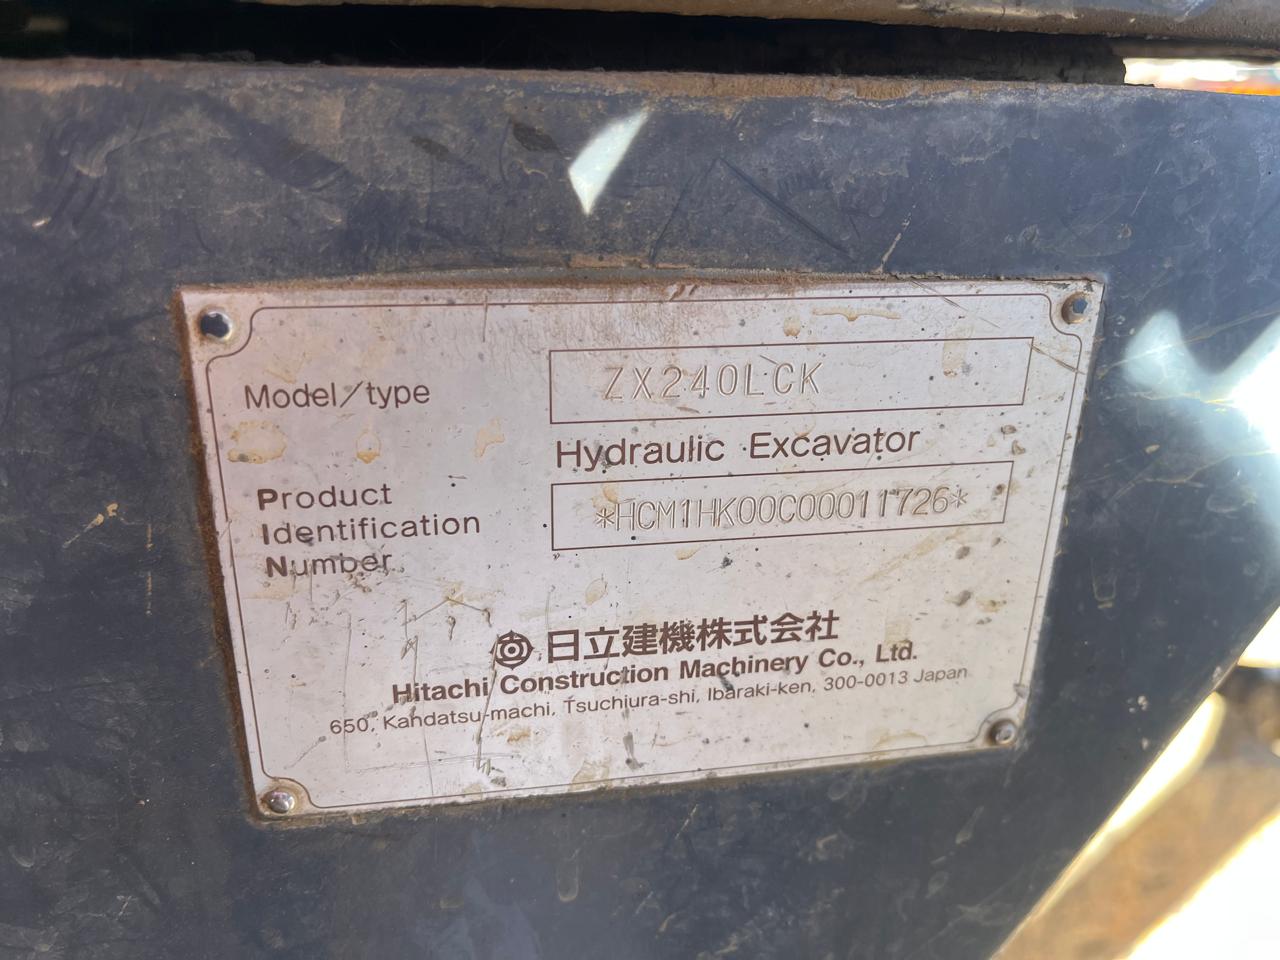 Model/type ZX240LCK
Hydraulic Excavator
Product
Identification
Number
*HCM1HK00C00011726*
日立建機株式会社
Hitachi Construction Machinery Co., Ltd.
650, Kandatsu-machi, Tsuchiura-shi, Ibaraki-ken, 300-0013 Japan